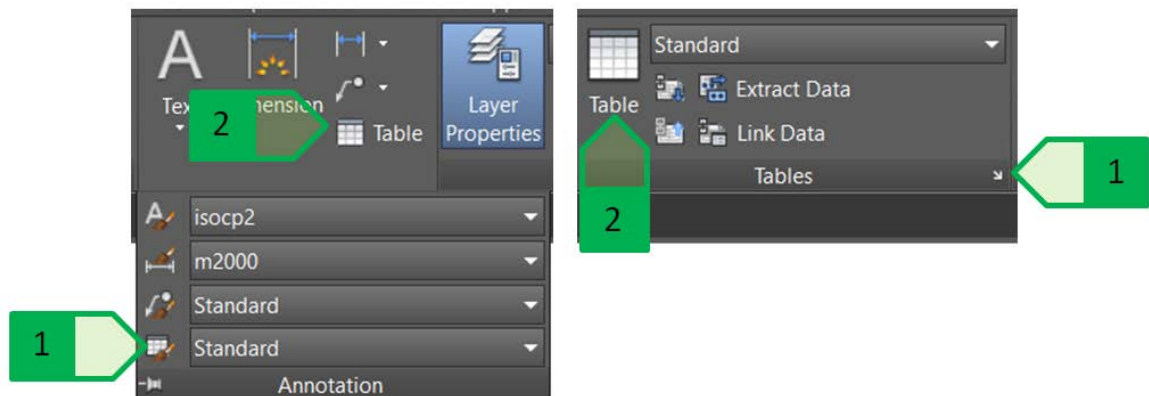 A
Tex
2
mension
Table
Layer
Properties
A isocp2
m2000
Standard
1
Standard
Annotation
Standard
Table
Extract Data
Link Data
Tables
1
2